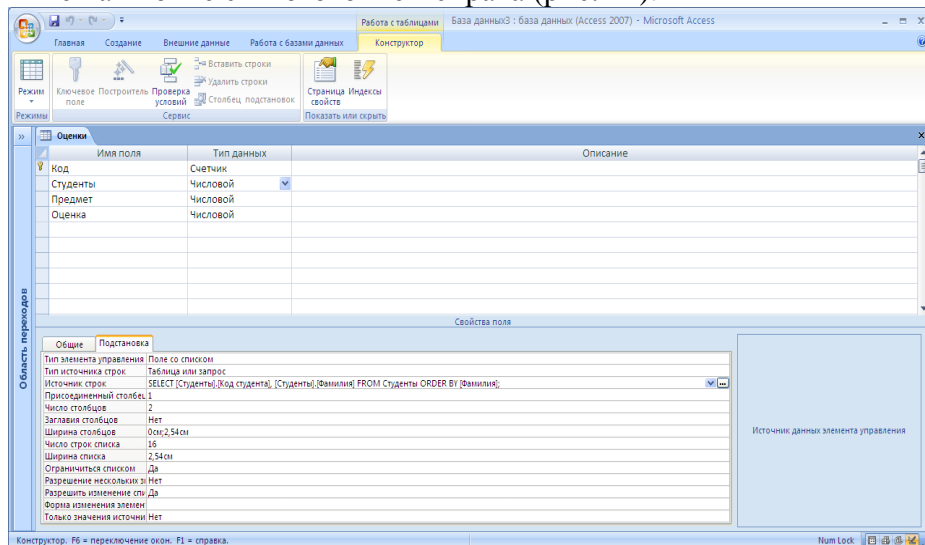 Работа с таблицами База данных3 : база данных (Access 2007) - Microsoft Access
Главная Создание Внешние данные Работа с базами данных Конструктор
Режим
Ключевое поле
Построитель
Проверка условий
Вставить строки
Удалить строки
Столбец подстановок
Страница свойств
Индексы
Режимы Сервис Показать или скрыть
Оценки
Имя поля Тип данных Описание
Код Счетчик
Студенты Числовой
Предмет Числовой
Оценка Числовой
Область переходов
Свойства поля
Общие Подстановка
Тип элемента управления Поле со списком
Тип источника строк Таблица или запрос
Источник строк SELECT [Студенты].[Код студента], [Студенты].[Фамилия] FROM Студенты ORDER BY [Фамилия];
Присоединенный столбец 1
Число столбцов 2
Заглавия столбцов Нет
Ширина столбцов 0см;2,54см
Число строк списка 16
Ширина списка 2,54см
Ограничиться списком Да
Разрешение нескольких зн Нет
Разрешить изменение спи Да
Форма изменения элемен
Только значения источни Нет
Источник данных элемента управления
Конструктор. F6 = переключение окон. F1 = справка. Num Lock